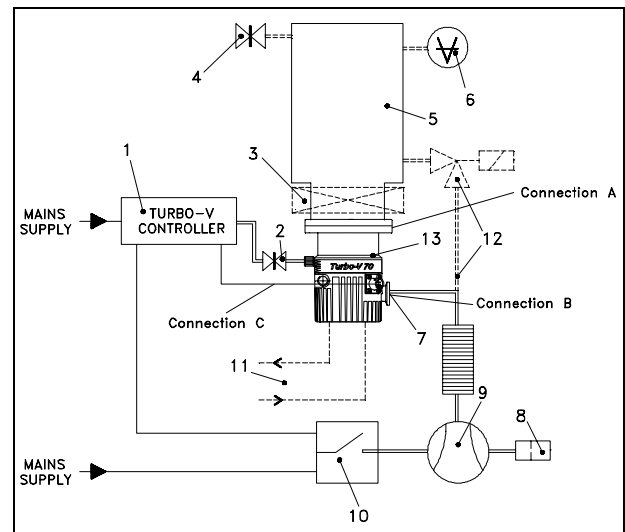 4
6
5
1
3
Connection A
MAINS
SUPPLY
TURBO-V
CONTROLLER
2
13
12
Turbo-V 70
Connection C
Connection B
7
11
9
8
MAINS
SUPPLY
10